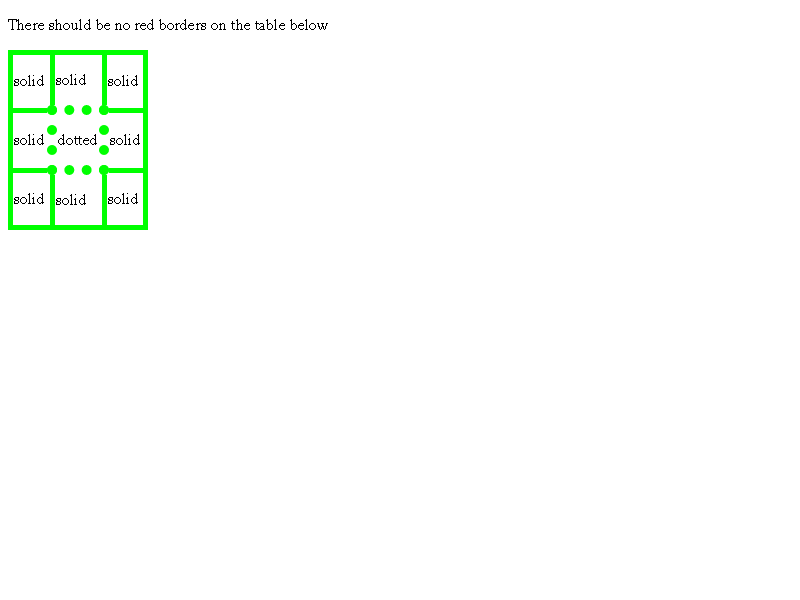 There should be no red borders on the table below
solid solid solid
solid dotted solid
solid solid solid